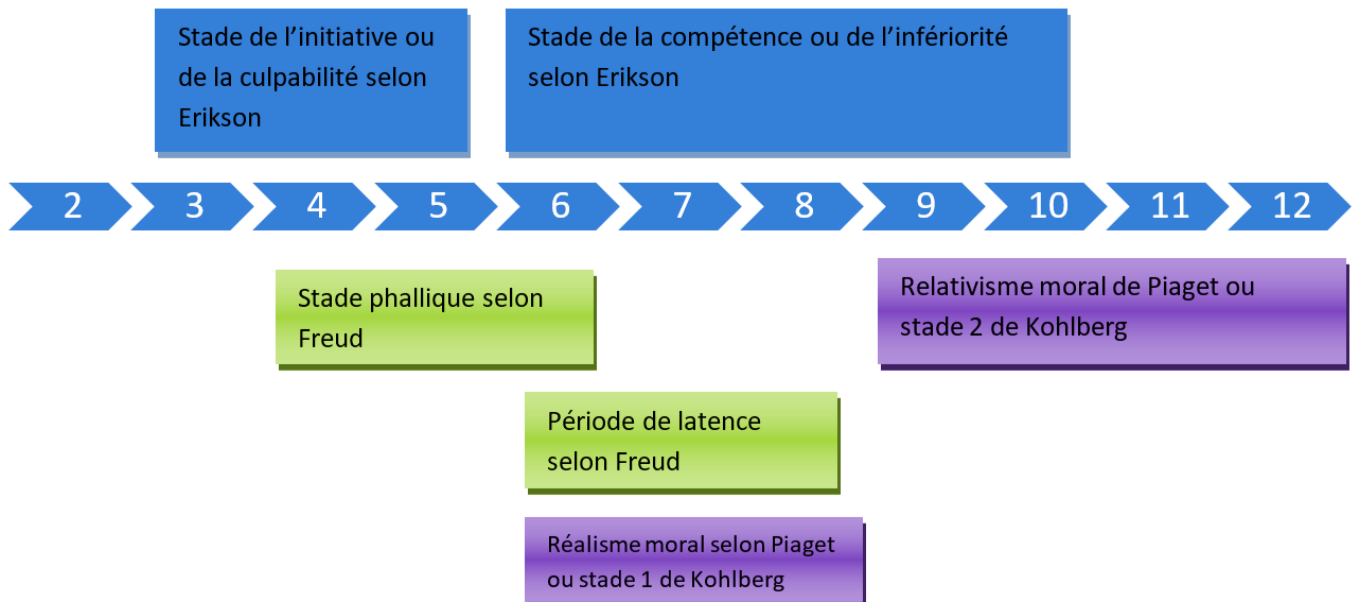 Stade de l’initiative ou
de la culpabilité selon
Erikson
Stade de la compétence ou de l’infériorité
selon Erikson
2 3 4 5 6 7 8 9 10 11 12
Stade phallique selon
Freud
Relativisme moral de Piaget ou
stade 2 de Kohlberg
Période de latence
selon Freud
Réalisme moral selon Piaget
ou stade 1 de Kohlberg